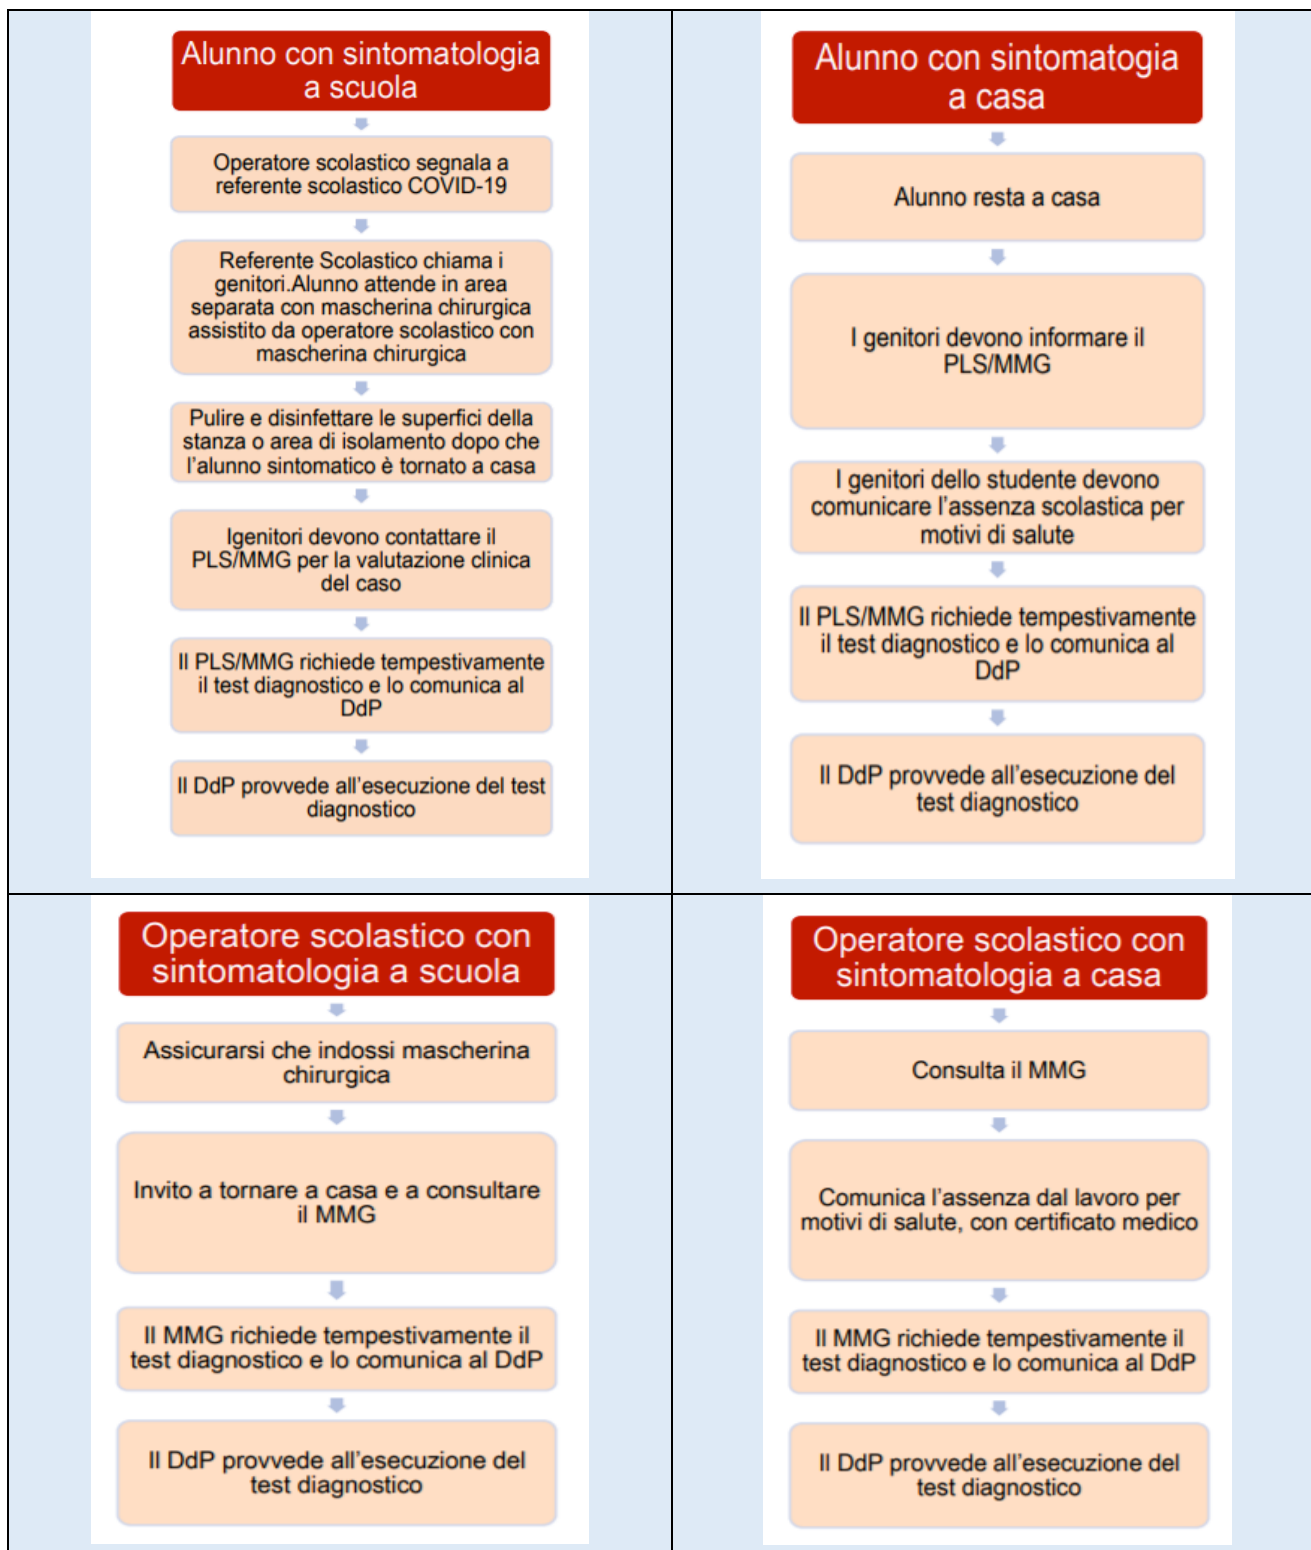 Alunno con sintomatologia
a scuola
Operatore scolastico segnala a
referente scolastico COVID-19
Referente Scolastico chiama i
genitori.Alunno attende in area
separata con mascherina chirurgica
assistito da operatore scolastico con
mascherina chirurgica
Pulire e disinfettare le superfici della
stanza o area di isolamento dopo che
l'alunno sintomatico è tornato a casa
Igenitori devono contattare il
PLS/MMG per la valutazione clinica
del caso
Il PLS/MMG richiede tempestivamente
il test diagnostico e lo comunica al
DdP
Il DdP provvede all'esecuzione del test
diagnostico
Alunno con sintomatogia
a casa
Alunno resta a casa
I genitori devono informare il
PLS/MMG
I genitori dello studente devono
comunicare l'assenza scolastica per
motivi di salute
Il PLS/MMG richiede tempestivamente
il test diagnostico e lo comunica al
DdP
Il DdP provvede all'esecuzione del
test diagnostico
Operatore scolastico con
sintomatologia a scuola
Assicurarsi che indossi mascherina
chirurgica
Invito a tornare a casa e a consultare
il MMG
Il MMG richiede tempestivamente il
test diagnostico e lo comunica al DdP
Il DdP provvede all'esecuzione del
test diagnostico
Operatore scolastico con
sintomatologia a casa
Consulta il MMG
Comunica l'assenza dal lavoro per
motivi di salute, con certificato medico
Il MMG richiede tempestivamente il
test diagnostico e lo comunica al DdP
Il DdP provvede all'esecuzione del
test diagnostico